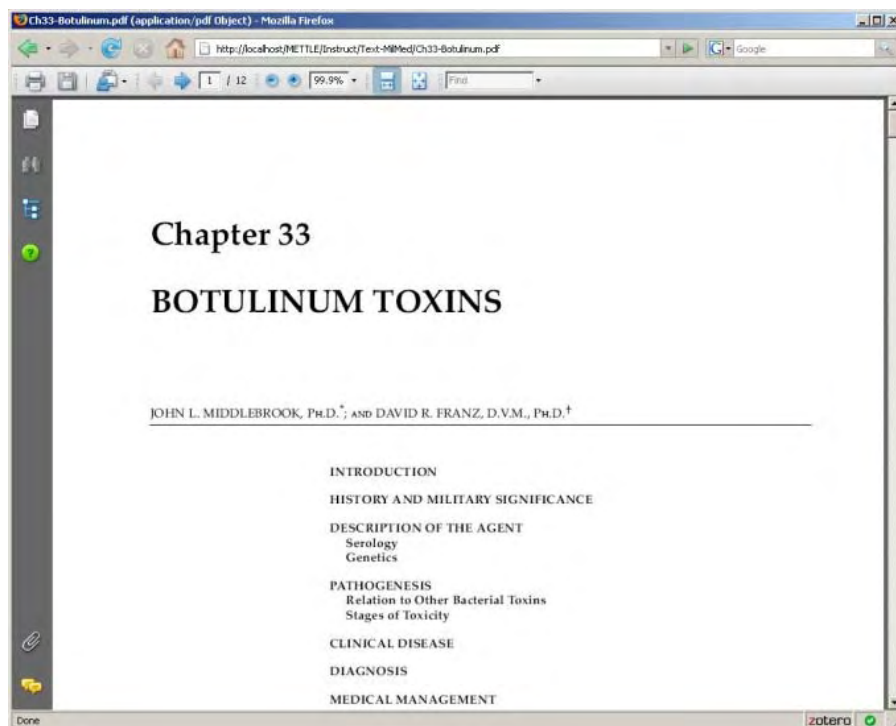 Ch33-Botulinum.pdf (application/pdf Object) - Mozilla Firefox
http://localhost/METTLE/Instruct/Text-MilMed/Ch33-Botulinum.pdf
Google
1 / 12
99.9%
Find
Chapter 33
BOTULINUM TOXINS
JOHN L. MIDDLEBROOK, PH.D.*; AND DAVID R. FRANZ, D.V.M., PH.D.†
INTRODUCTION
HISTORY AND MILITARY SIGNIFICANCE
DESCRIPTION OF THE AGENT
Serology
Genetics
PATHOGENESIS
Relation to Other Bacterial Toxins
Stages of Toxicity
CLINICAL DISEASE
DIAGNOSIS
MEDICAL MANAGEMENT
Done
zotero